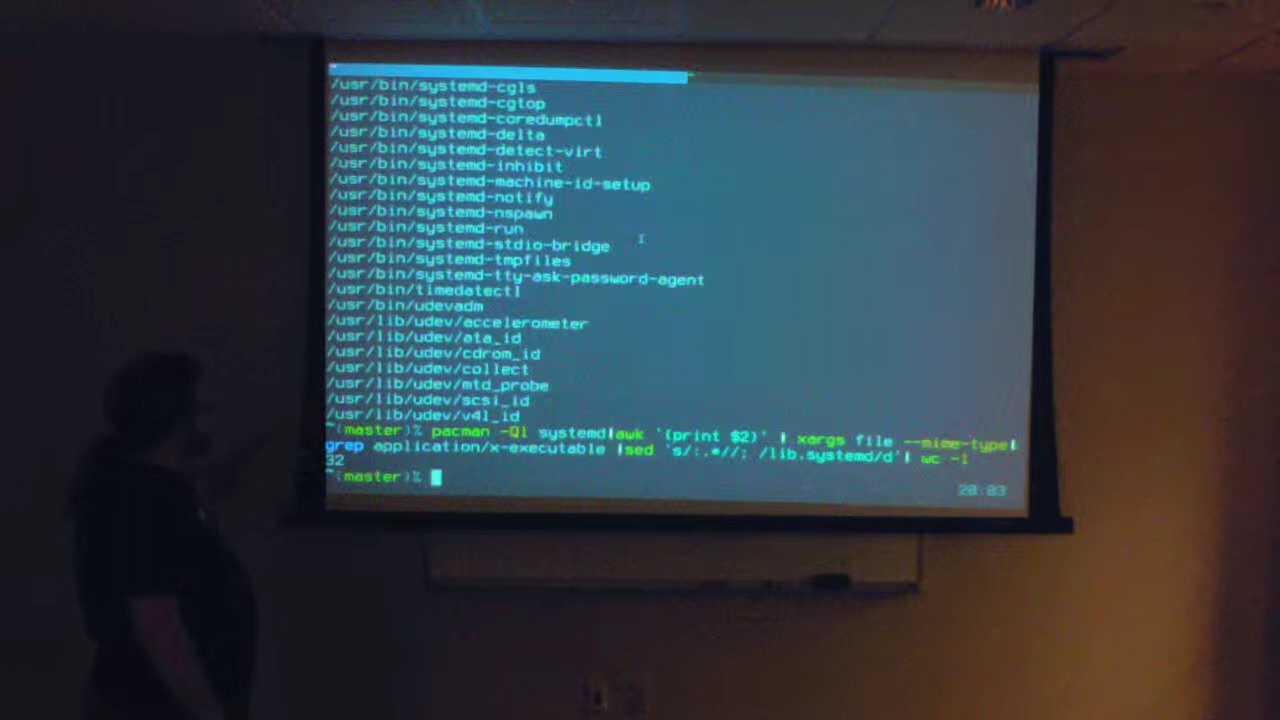 /usr/bin/systemd-cgls
/usr/bin/systemd-cgtop
/usr/bin/systemd-coredumpctl
/usr/bin/systemd-delta
/usr/bin/systemd-detect-virt
/usr/bin/systemd-inhibit
/usr/bin/systemd-machine-id-setup
/usr/bin/systemd-notify
/usr/bin/systemd-nspawn
/usr/bin/systemd-run
/usr/bin/systemd-stdio-bridge
/usr/bin/systemd-tmpfiles
/usr/bin/systemd-tty-ask-password-agent
/usr/bin/timedatectl
/usr/bin/udevadm
/usr/lib/udev/accelerometer
/usr/lib/udev/ata_id
/usr/lib/udev/cdrom_id
/usr/lib/udev/collect
/usr/lib/udev/mtd_probe
/usr/lib/udev/scsi_id
/usr/lib/udev/v4l_id
~(master)% pacman -Ql systemd|awk '{print $2}' | xargs file --mime-type|
grep application/x-executable |sed 's/:.*//; /lib.systemd/d'| wc -l
32
~(master)%
20:03